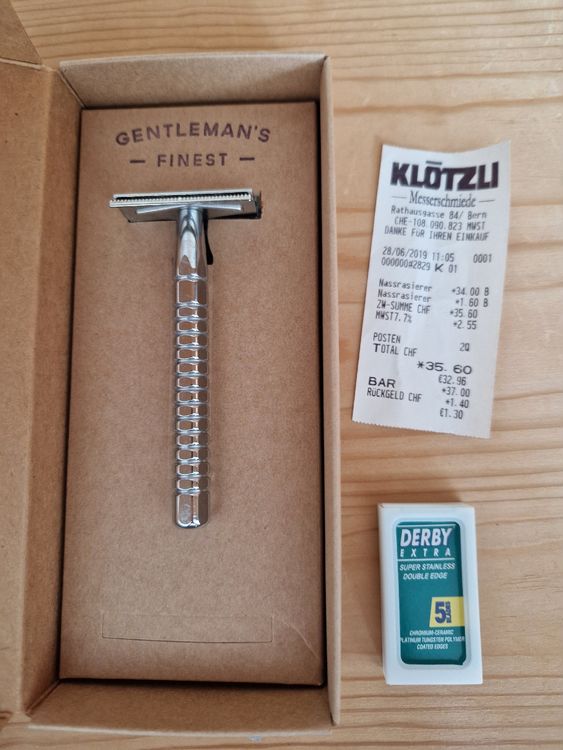 GENTLEMAN'S
— FINEST —
KLŌTZLI
— Messerschmiede —
Rathausgasse 84/ Bern
CHE-108.090.823 MWST
DANKE FÜR IHREN EINKAUF
28/06/2019 11:05 0001
000000#2829 K 01
Nassrasierer *34.00 B
Nassrasierer *1.60 B
ZW-SUMME CHF *35.60
MWST7.7% *2.55
POSTEN 2Q
TOTAL CHF
*35.60
€32.96
BAR *37.00
RÜCKGELD CHF *1.40
€1.30
DERBY
EXTRA
SUPER STAINLESS
DOUBLE EDGE
5
CHROMIUM-CERAMIC
PLATINUM TUNGSTEN POLYMER
COATED EDGES